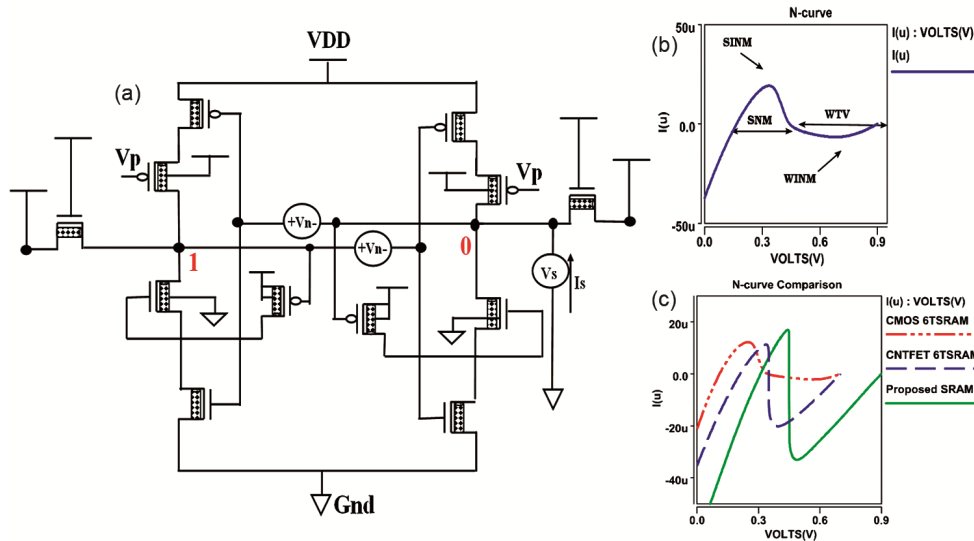 (a)
VDD
Vp
Vp
+Vn-
+Vn-
1
0
Vs
Is
Gnd
(b)
N-curve
I(u) : VOLTS(V)
I(u)
50u
0.0
-50u
I(u)
SINM
SNM
WTV
WINM
0.0 0.3 0.6 0.9
VOLTS(V)
(c)
N-curve Comparison
I(u) : VOLTS(V)
CMOS 6TSRAM
CNTFET 6TSRAM
Proposed SRAM
20u
0.0
-20u
-40u
I(u)
0.0 0.3 0.6 0.9
VOLTS(V)